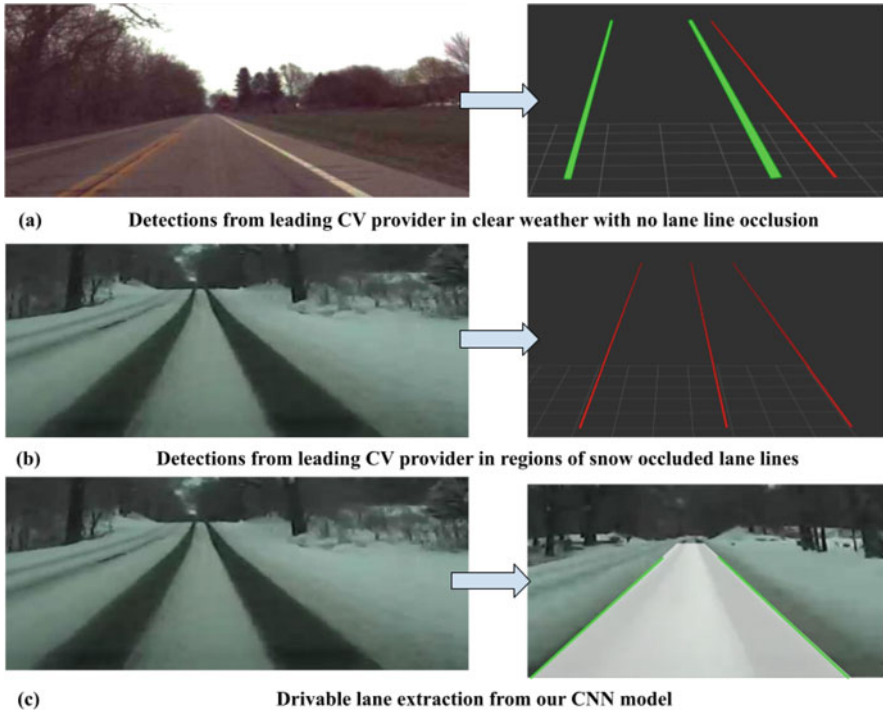 (a) Detections from leading CV provider in clear weather with no lane line occlusion
(b) Detections from leading CV provider in regions of snow occluded lane lines
(c) Drivable lane extraction from our CNN model